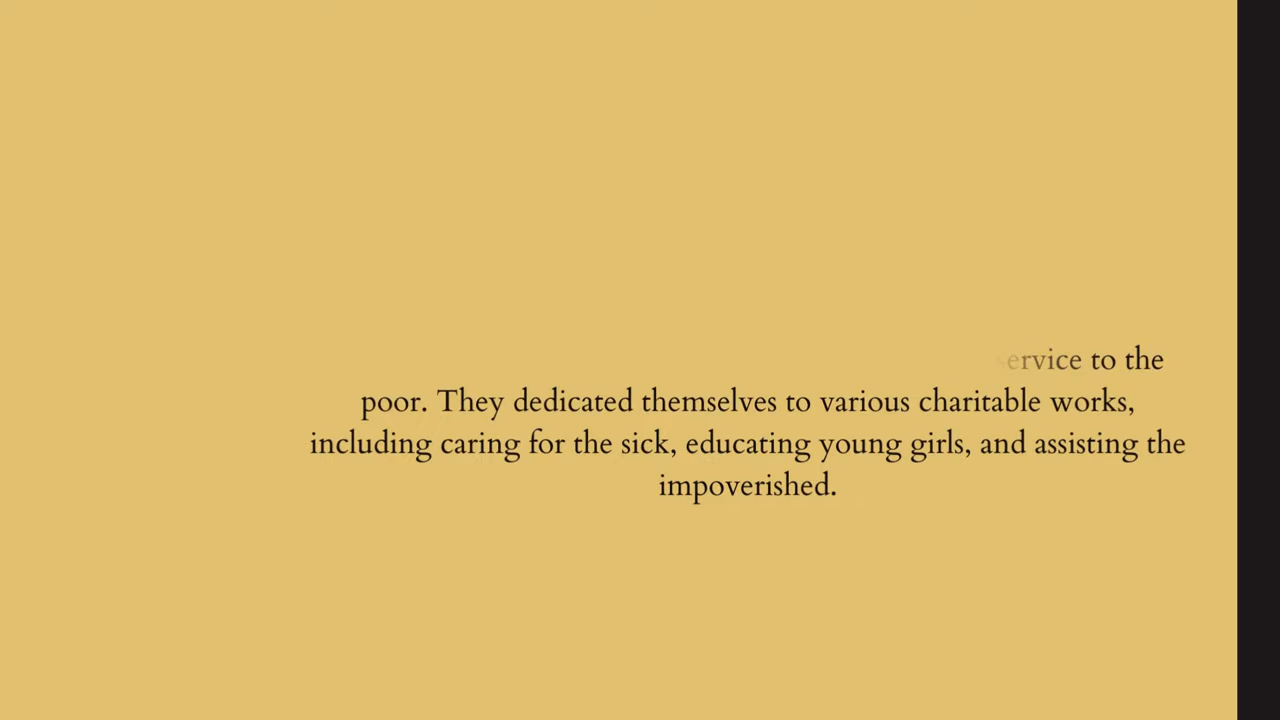 service to the
poor. They dedicated themselves to various charitable works,
including caring for the sick, educating young girls, and assisting the
impoverished.